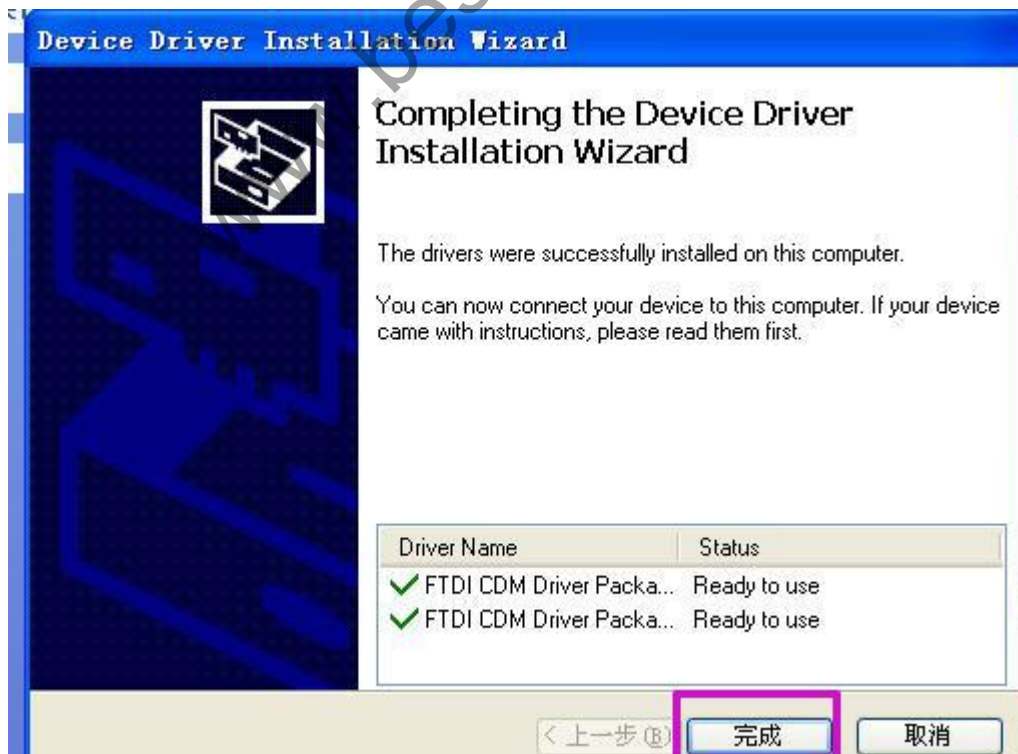 Device Driver Installation Wizard
www.bes
Completing the Device Driver
Installation Wizard
The drivers were successfully installed on this computer.
You can now connect your device to this computer. If your device
came with instructions, please read them first.
Driver Name Status
FTDI CDM Driver Packa... Ready to use
FTDI CDM Driver Packa... Ready to use
< 上一步(B) 完成 取消